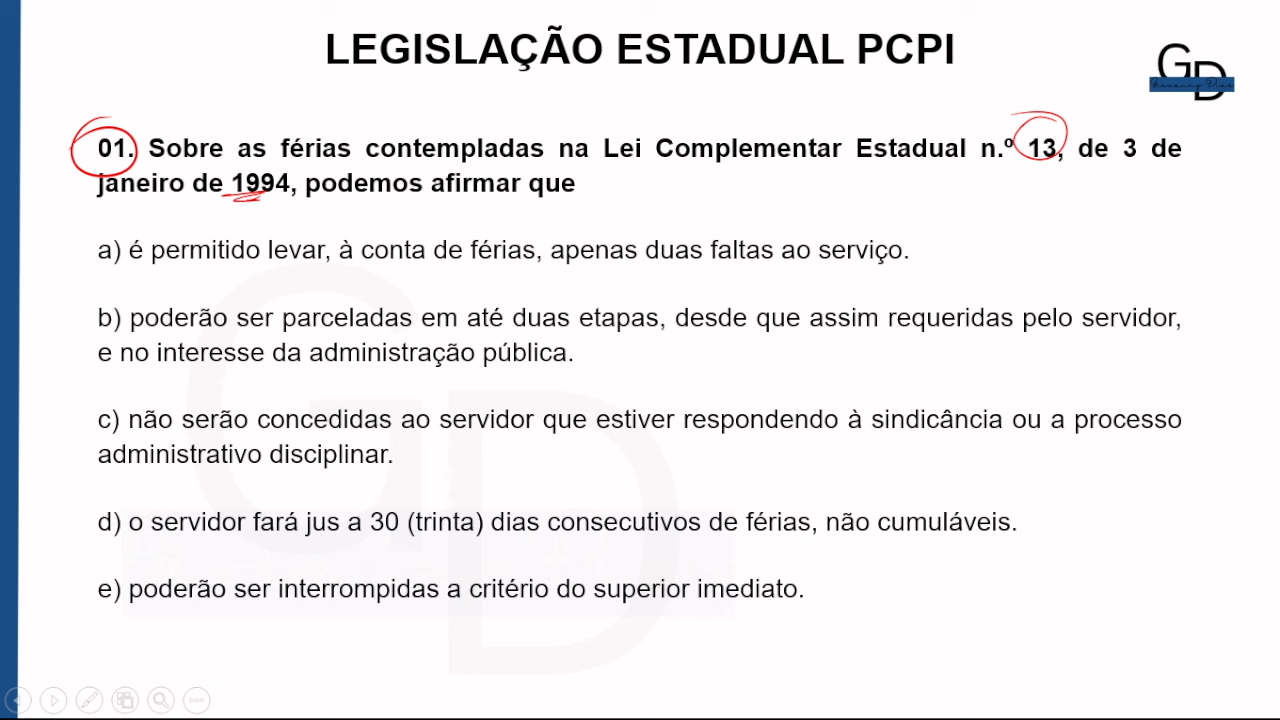 LEGISLAÇÃO ESTADUAL PCPI
GD
01. Sobre as férias contempladas na Lei Complementar Estadual n.º 13, de 3 de
janeiro de 1994, podemos afirmar que
a) é permitido levar, à conta de férias, apenas duas faltas ao serviço.
b) poderão ser parceladas em até duas etapas, desde que assim requeridas pelo servidor,
e no interesse da administração pública.
c) não serão concedidas ao servidor que estiver respondendo à sindicância ou a processo
administrativo disciplinar.
d) o servidor fará jus a 30 (trinta) dias consecutivos de férias, não cumuláveis.
e) poderão ser interrompidas a critério do superior imediato.